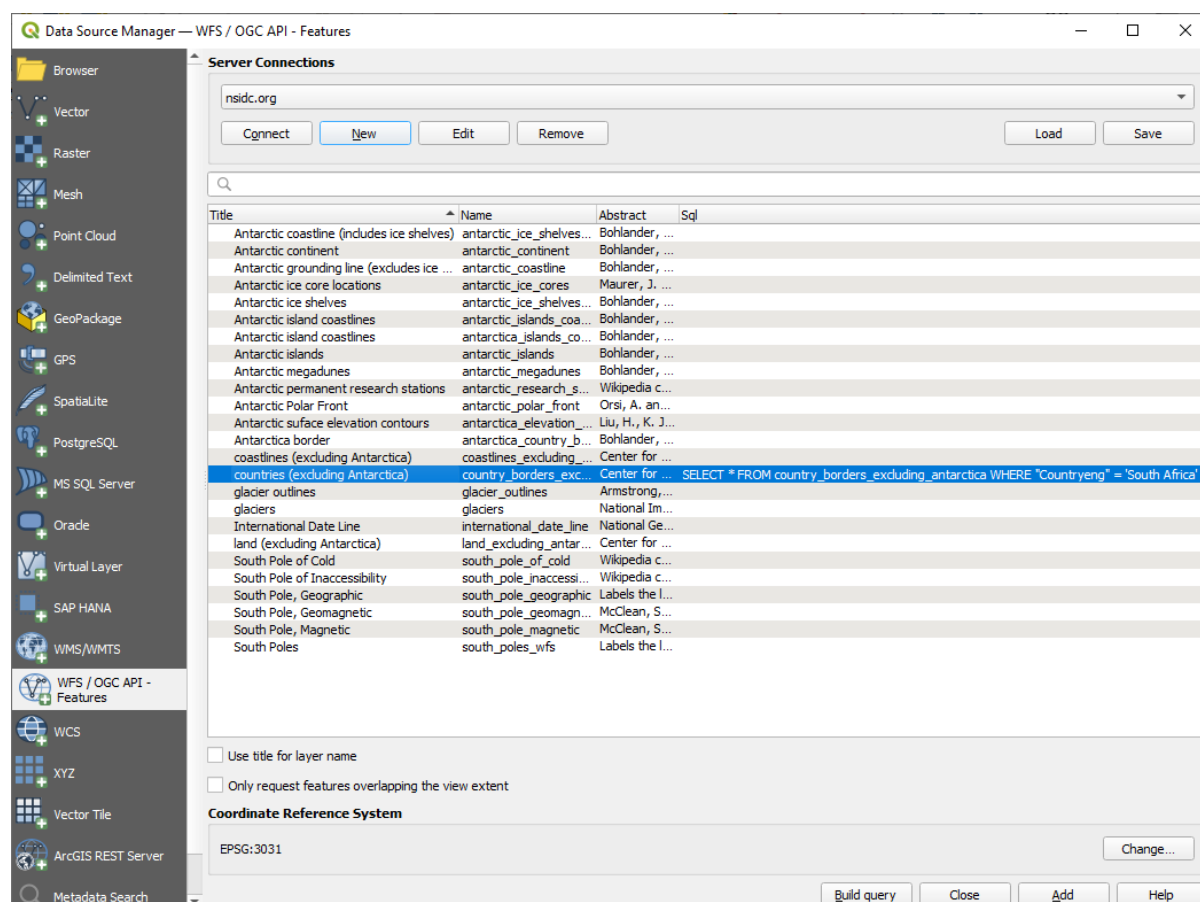 Data Source Manager — WFS / OGC API - Features
Browser
Vector
Raster
Mesh
Point Cloud
Delimited Text
GeoPackage
GPS
SpatiaLite
PostgreSQL
MS SQL Server
Oracle
Virtual Layer
SAP HANA
WMS/WMTS
WFS / OGC API -
Features
WCS
XYZ
Vector Tile
ArcGIS REST Server
Metadata Search
Server Connections
nsidc.org
Connect New Edit Remove Load Save
Title Name Abstract Sql
Antarctic coastline (includes ice shelves) antarctic_ice_shelves... Bohlander, ...
Antarctic continent antarctic_continent Bohlander, ...
Antarctic grounding line (excludes ice ... antarctic_coastline Bohlander, ...
Antarctic ice core locations antarctic_ice_cores Maurer, J. ...
Antarctic ice shelves antarctic_ice_shelves... Bohlander, ...
Antarctic island coastlines antarctic_islands_coa... Bohlander, ...
Antarctic island coastlines antarctica_islands_co... Bohlander, ...
Antarctic islands antarctic_islands Bohlander, ...
Antarctic megadunes antarctic_megadunes Bohlander, ...
Antarctic permanent research stations antarctic_research_s... Wikipedia c...
Antarctic Polar Front antarctic_polar_front Orsi, A. an...
Antarctic suface elevation contours antarctica_elevation_... Liu, H., K. J...
Antarctica border antarctica_country_b... Bohlander, ...
coastlines (excluding Antarctica) coastlines_excluding_... Center for ...
countries (excluding Antarctica) country_borders_exc... Center for ... SELECT * FROM country_borders_excluding_antarctica WHERE "Countryeng" = 'South Africa'
glacier outlines glacier_outlines Armstrong,...
glaciers glaciers National Im...
International Date Line international_date_line National Ge...
land (excluding Antarctica) land_excluding_antar... Center for ...
South Pole of Cold south_pole_of_cold Wikipedia c...
South Pole of Inaccessibility south_pole_inaccessi... Wikipedia c...
South Pole, Geographic south_pole_geographic Labels the l...
South Pole, Geomagnetic south_pole_geomagn... McClean, S...
South Pole, Magnetic south_pole_magnetic McClean, S...
South Poles south_poles_wfs Labels the l...
Use title for layer name
Only request features overlapping the view extent
Coordinate Reference System
EPSG:3031 Change...
Build query Close Add Help